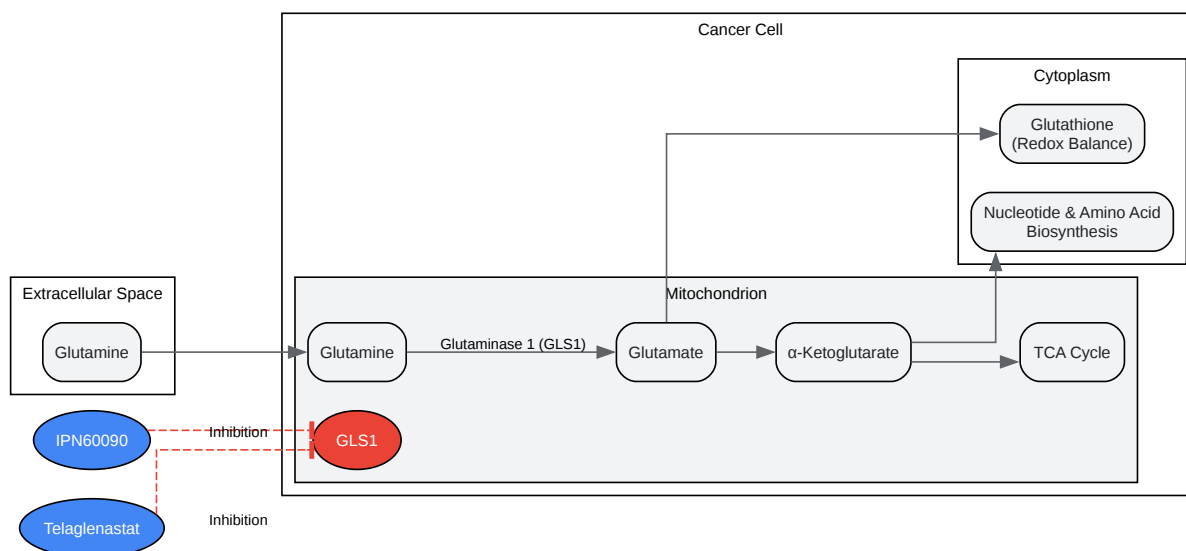 Cancer Cell
Cytoplasm
Glutathione
(Redox Balance)
Nucleotide & Amino Acid
Biosynthesis
Extracellular Space
Mitochondrion
Glutamine
Glutamine
Glutaminase 1 (GLS1)
Glutamate
α-Ketoglutarate
TCA Cycle
IPN60090
Inhibition
GLS1
Telaglenastat
Inhibition